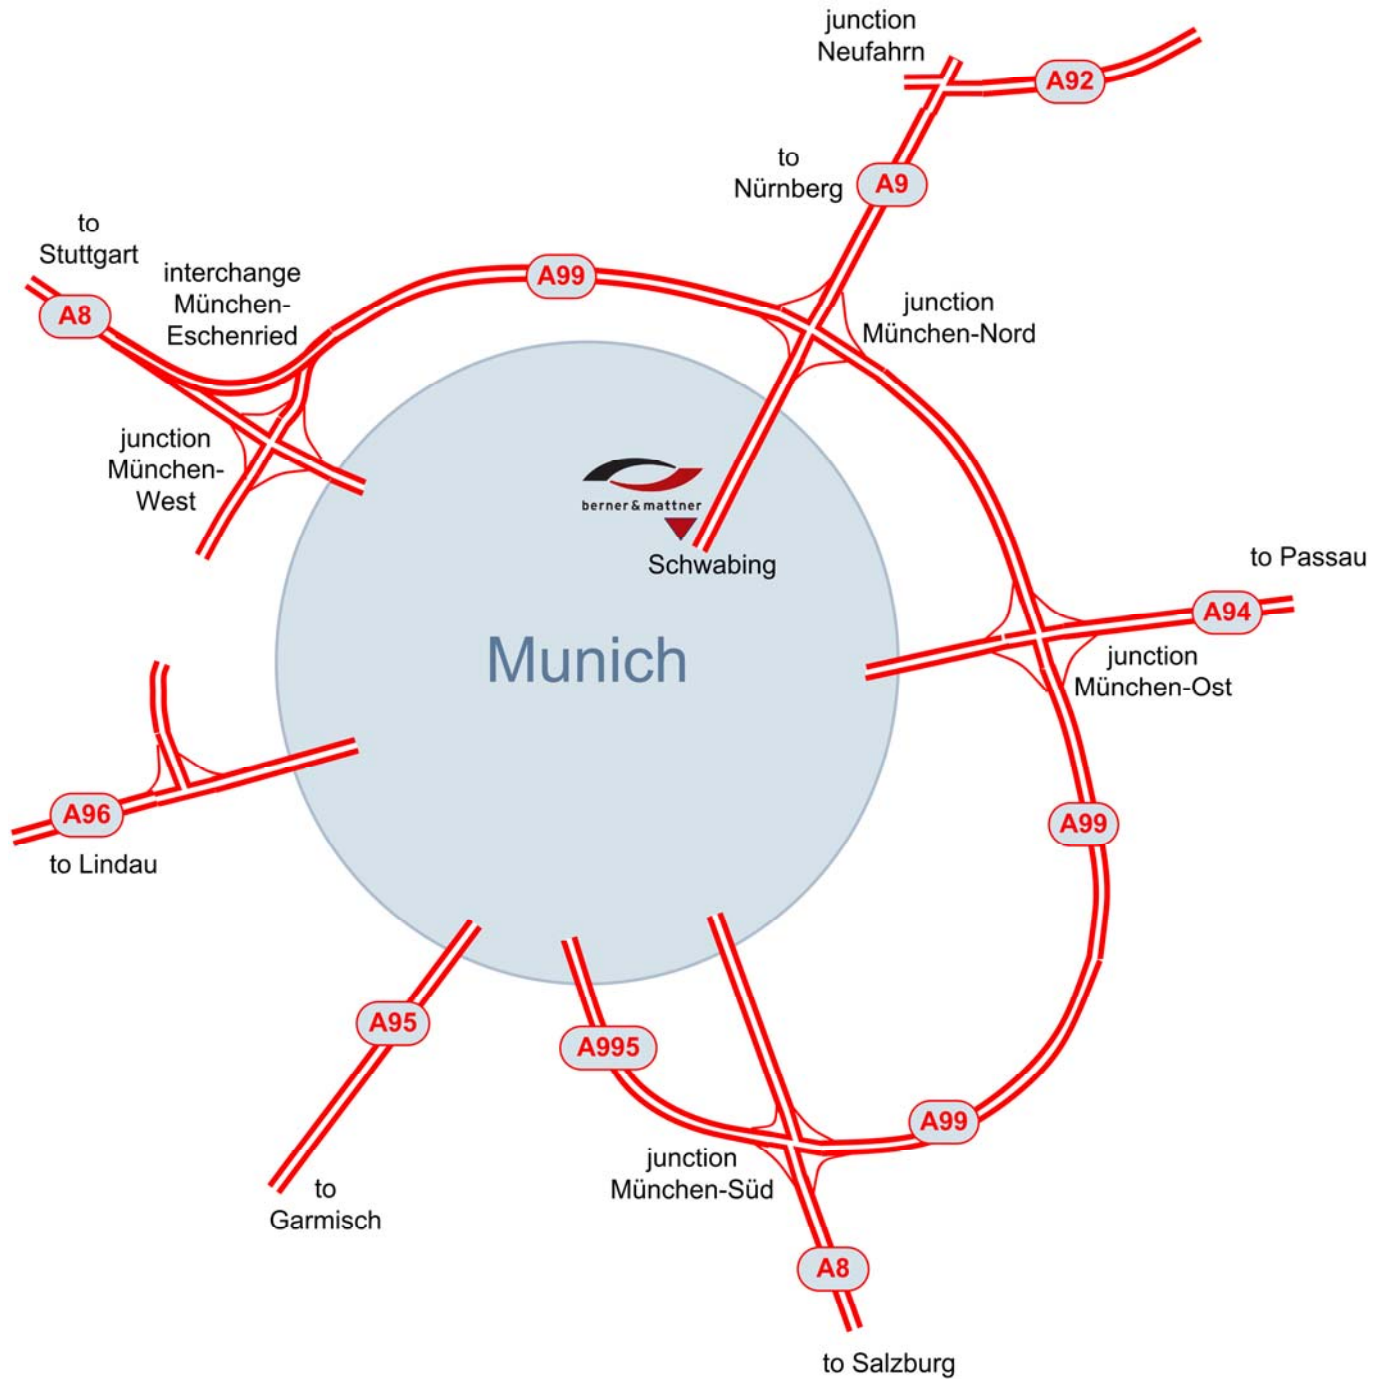 junction
Neufahrn
A92
to
Nürnberg
A9
to
Stuttgart
A8
interchange
München-
Eschenried
A99
junction
München-Nord
junction
München-
West
berner & mattner
Schwabing
to Passau
A94
junction
München-Ost
Munich
A96
to Lindau
A99
A95
to
Garmisch
A995
A99
junction
München-Süd
A8
to Salzburg